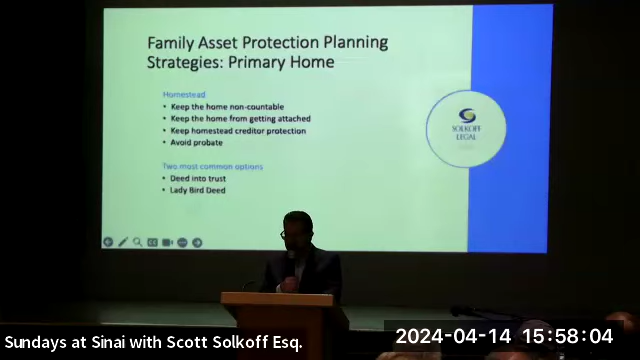 Family Asset Protection Planning
Strategies: Primary Home
Homestead
• Keep the home non-countable
• Keep the home from getting attached
• Keep homestead creditor protection
• Avoid probate
Two most common options
• Deed into trust
• Lady Bird Deed
SOLKOFF
LEGAL
Sundays at Sinai with Scott Solkoff Esq.
2024-04-14 15:58:04